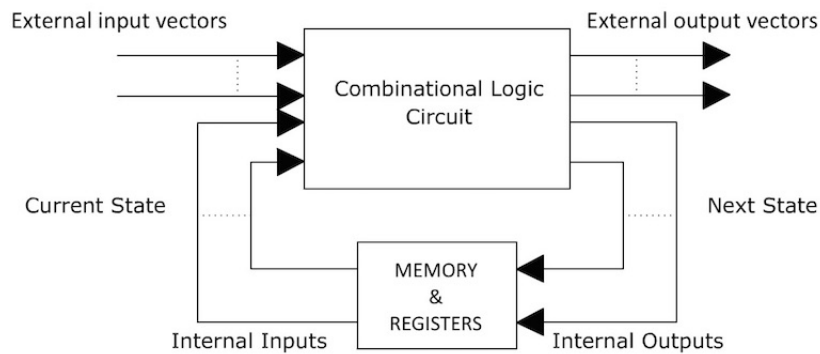 External input vectors
External output vectors
Combinational Logic
Circuit
Current State
Next State
MEMORY
&
REGISTERS
Internal Inputs
Internal Outputs